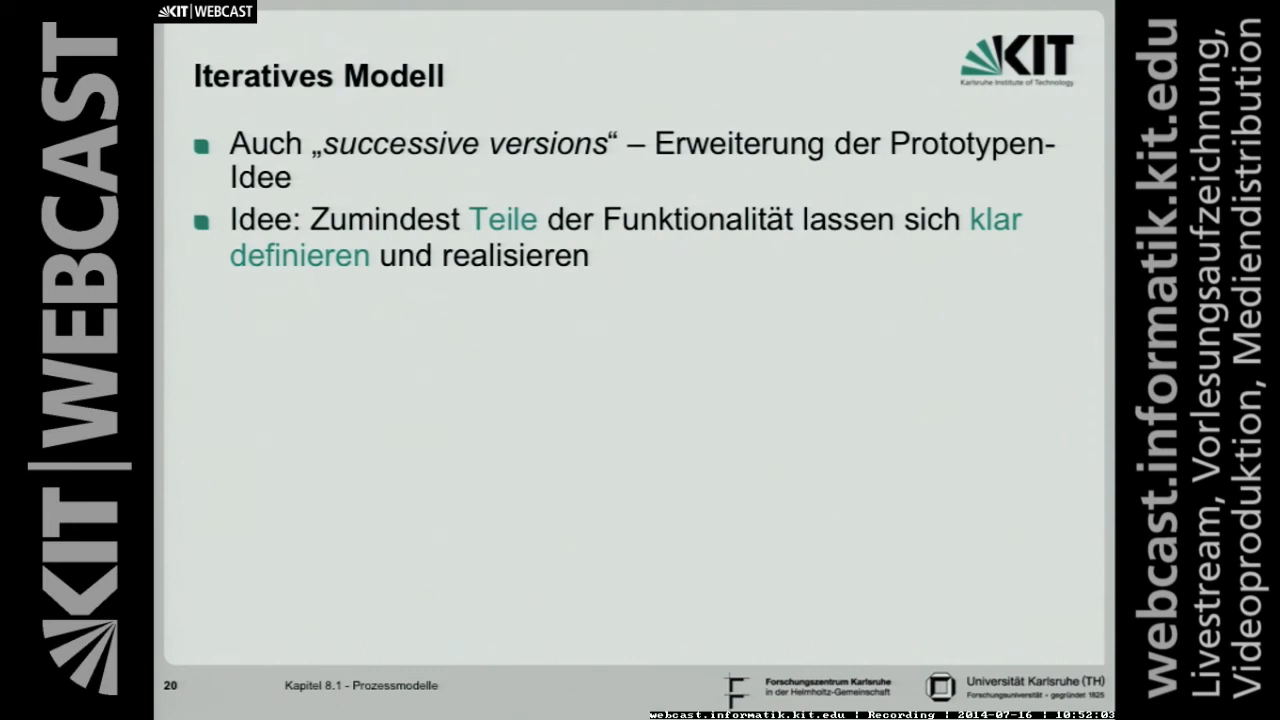 KIT | WEBCAST
KIT | WEBCAST
Iteratives Modell
KIT
Karlsruhe Institute of Technology
Auch „successive versions“ – Erweiterung der Prototypen-
Idee
Idee: Zumindest Teile der Funktionalität lassen sich klar
definieren und realisieren
20
Kapitel 8.1 - Prozessmodelle
Forschungszentrum Karlsruhe
in der Helmholtz-Gemeinschaft
Universität Karlsruhe (TH)
Forschungsuniversität • gegründet 1825
webcast.informatik.kit.edu | Recording | 2014-07-16 | 10:52:03
webcast.informatik.kit.edu
Livestream, Vorlesungsaufzeichnung,
Videoproduktion, Mediendistribution